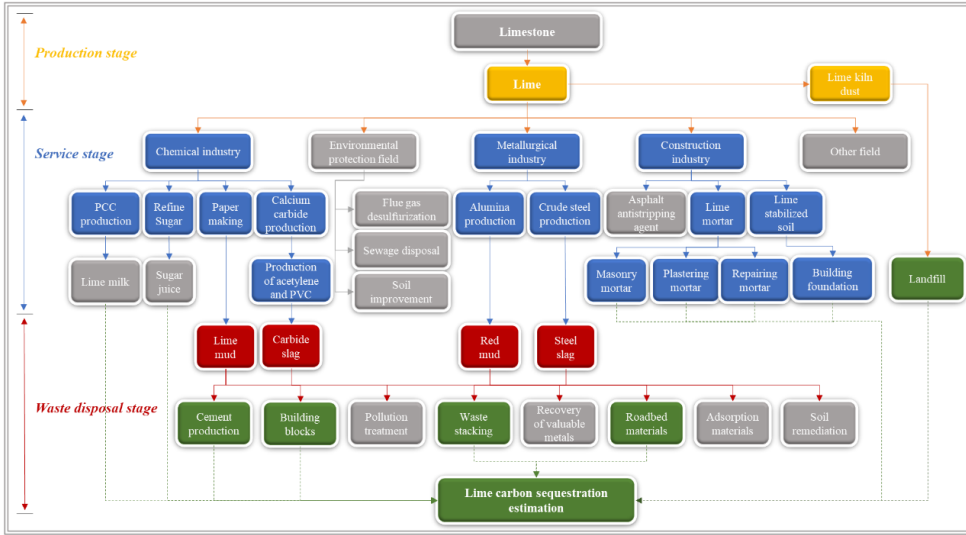 Limestone
Production stage
Lime
Lime kiln
dust
Service stage
Chemical industry
Environmental
protection field
Metallurgical
industry
Construction
industry
Other field
PCC
production
Refine
Sugar
Paper
making
Calcium
carbide
production
Flue gas
desulfurization
Alumina
production
Crude steel
production
Asphalt
antistripping
agent
Lime
mortar
Lime
stabilized
soil
Sewage disposal
Lime milk
Sugar
juice
Production
of acetylene
and PVC
Soil
improvement
Masonry
mortar
Plastering
mortar
Repairing
mortar
Building
foundation
Landfill
Lime
mud
Carbide
slag
Red
mud
Steel
slag
Waste disposal stage
Cement
production
Building
blocks
Pollution
treatment
Waste
stacking
Recovery
of valuable
metals
Roadbed
materials
Adsorption
materials
Soil
remediation
Lime carbon sequestration
estimation